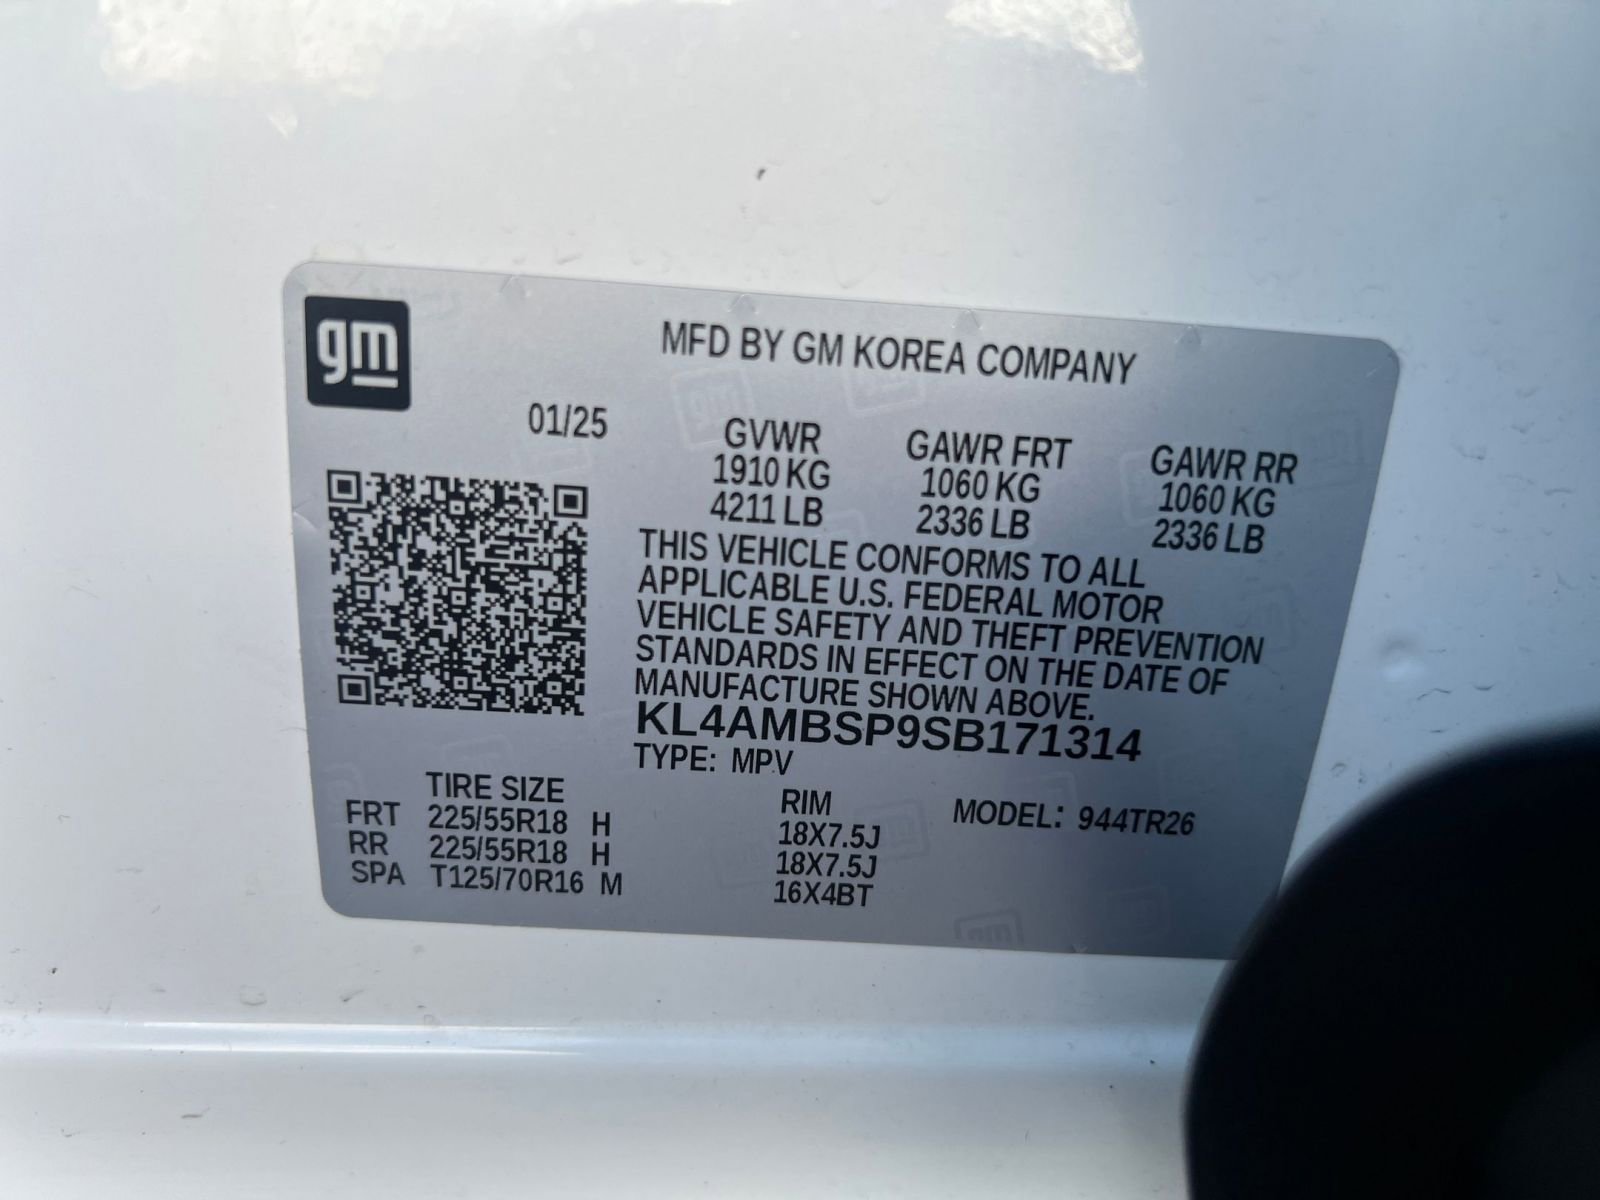 gm
MFD BY GM KOREA COMPANY
01/25
GVWR GAWR FRT GAWR RR
1910 KG 1060 KG 1060 KG
4211 LB 2336 LB 2336 LB
THIS VEHICLE CONFORMS TO ALL
APPLICABLE U.S. FEDERAL MOTOR
VEHICLE SAFETY AND THEFT PREVENTION
STANDARDS IN EFFECT ON THE DATE OF
MANUFACTURE SHOWN ABOVE.
KL4AMBSP9SB171314
TYPE: MPV
TIRE SIZE RIM MODEL: 944TR26
FRT 225/55R18 H 18X7.5J
RR 225/55R18 H 18X7.5J
SPA T125/70R16 M 16X4BT